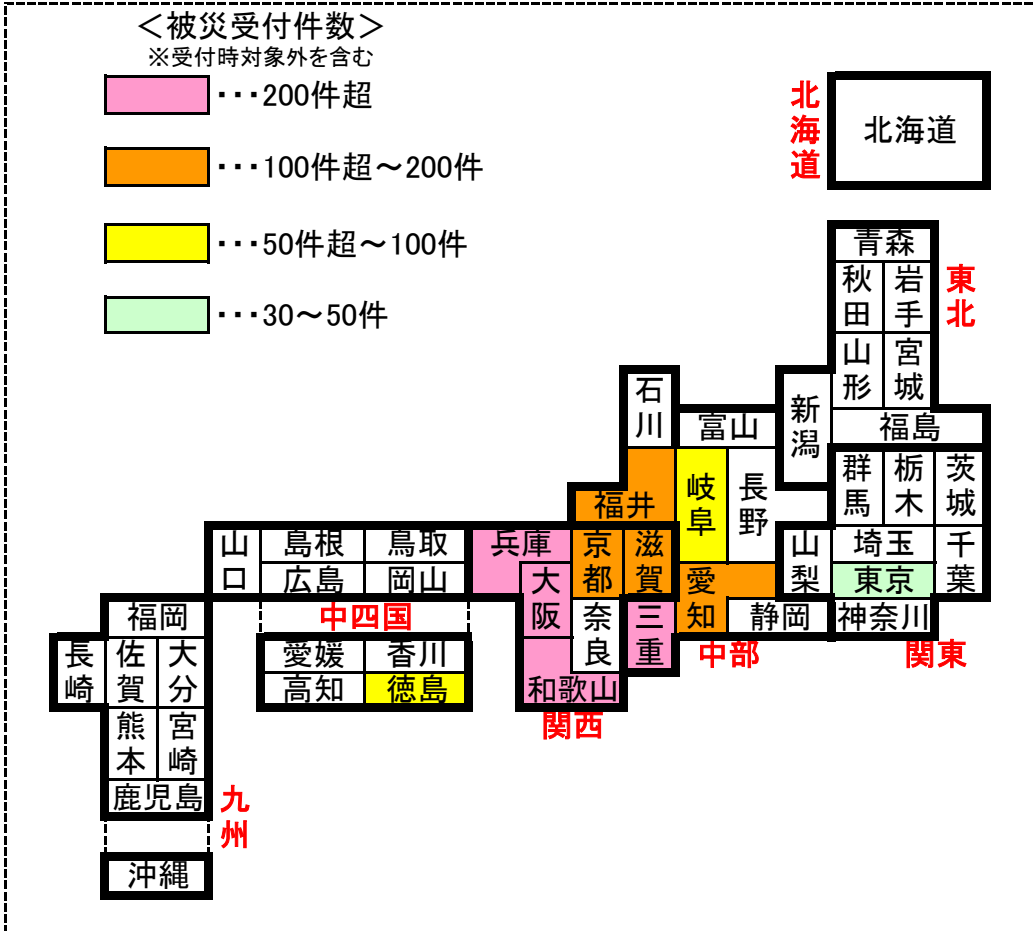 ＜被災受付件数＞
※受付時対象外を含む
・・・200件超
・・・100件超～200件
・・・50件超～100件
・・・30～50件
北海道
北海道
青森
秋田
岩手
東北
山形
宮城
石川
新潟
富山
福島
福井
岐阜
長野
群馬
栃木
茨城
山口
島根
鳥取
兵庫
京都
滋賀
山梨
埼玉
千葉
広島
岡山
大阪
愛知
東京
福岡
中四国
奈良
三重
静岡
神奈川
長崎
佐賀
大分
愛媛
香川
中部
関東
高知
徳島
和歌山
関西
熊本
宮崎
鹿児島
九州
沖縄